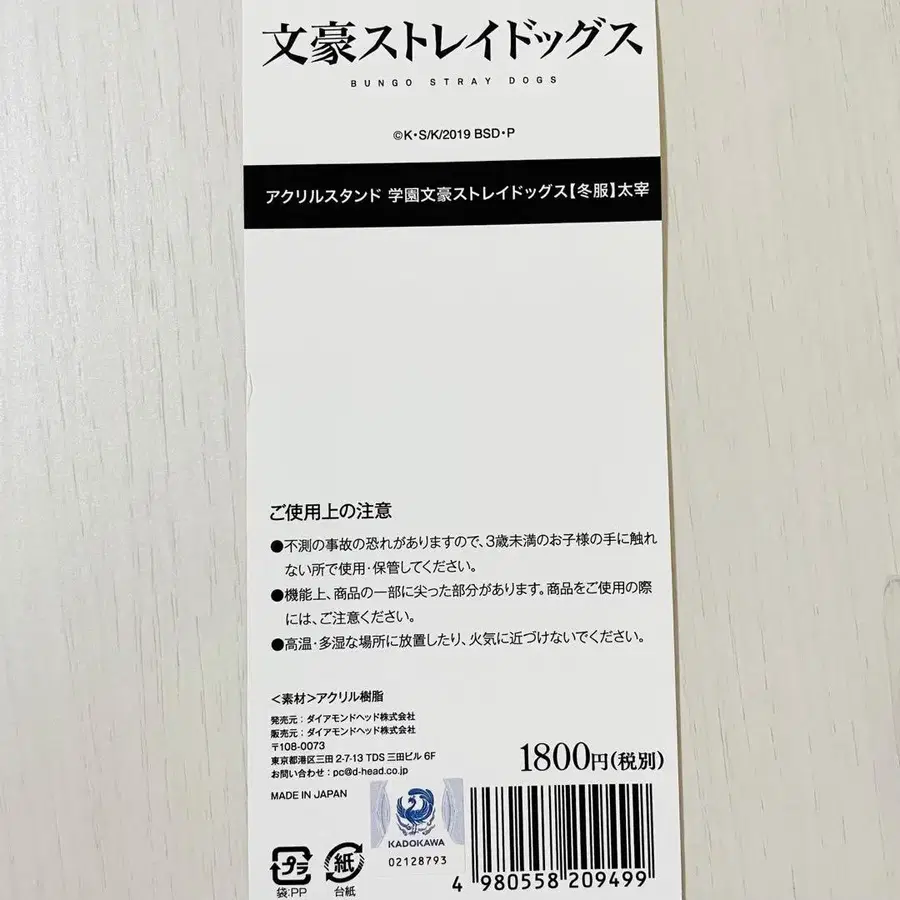 文豪ストレイドッグス
BUNGO STRAY DOGS
©K・S/K/2019 BSD・P
アクリルスタンド 学園文豪ストレイドッグス【冬服】太宰
ご使用上の注意
●不測の事故の恐れがありますので、3歳未満のお子様の手に触れ
ない所で使用・保管してください。
●機能上、商品の一部に尖った部分があります。商品をご使用の際
には、ご注意ください。
●高温・多湿な場所に放置したり、火気に近づけないでください。
＜素材＞アクリル樹脂
発売元：ダイアモンドヘッド株式会社
販売元：ダイアモンドヘッド株式会社
〒108-0073
東京都港区三田 2-7-13 TDS 三田ビル 6F
お問い合わせ：pc@d-head.co.jp
1800円(税別)
MADE IN JAPAN
KADOKAWA
02128793
プラ
袋:PP
紙
台紙
4 980558 209499